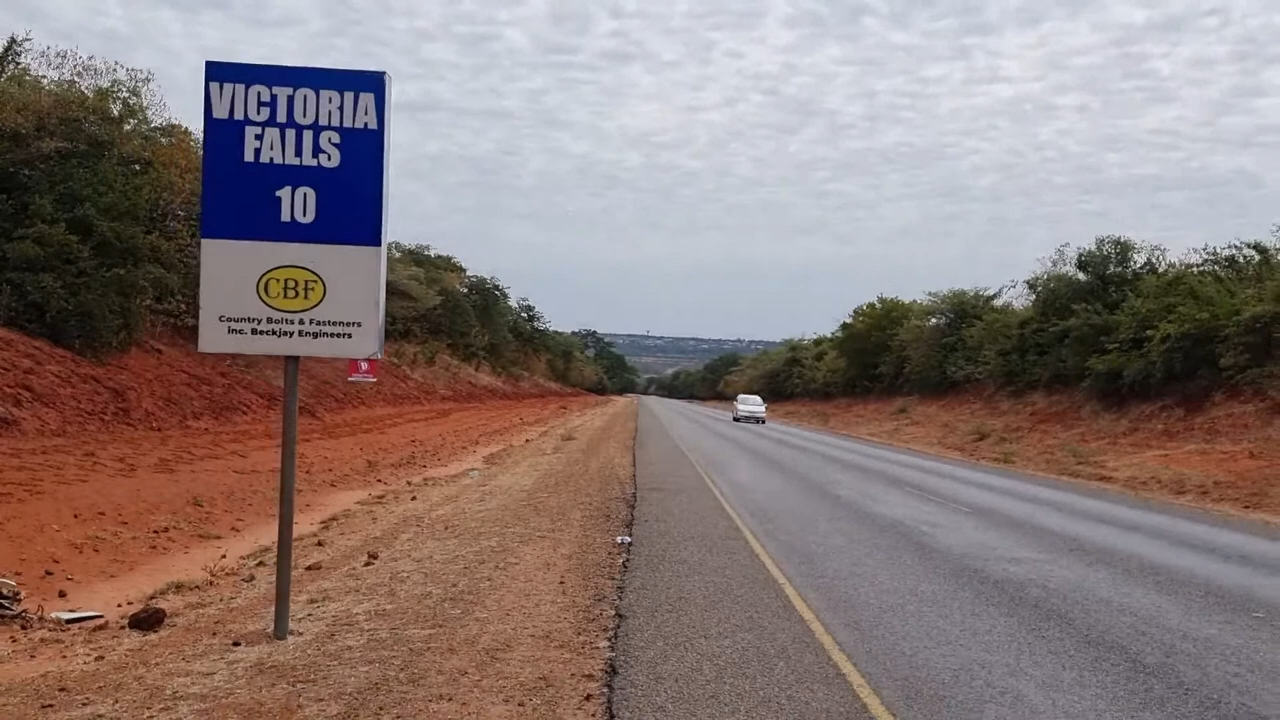 VICTORIA
FALLS
10
CBF
Country Bolts & Fasteners
inc. Beckjay Engineers